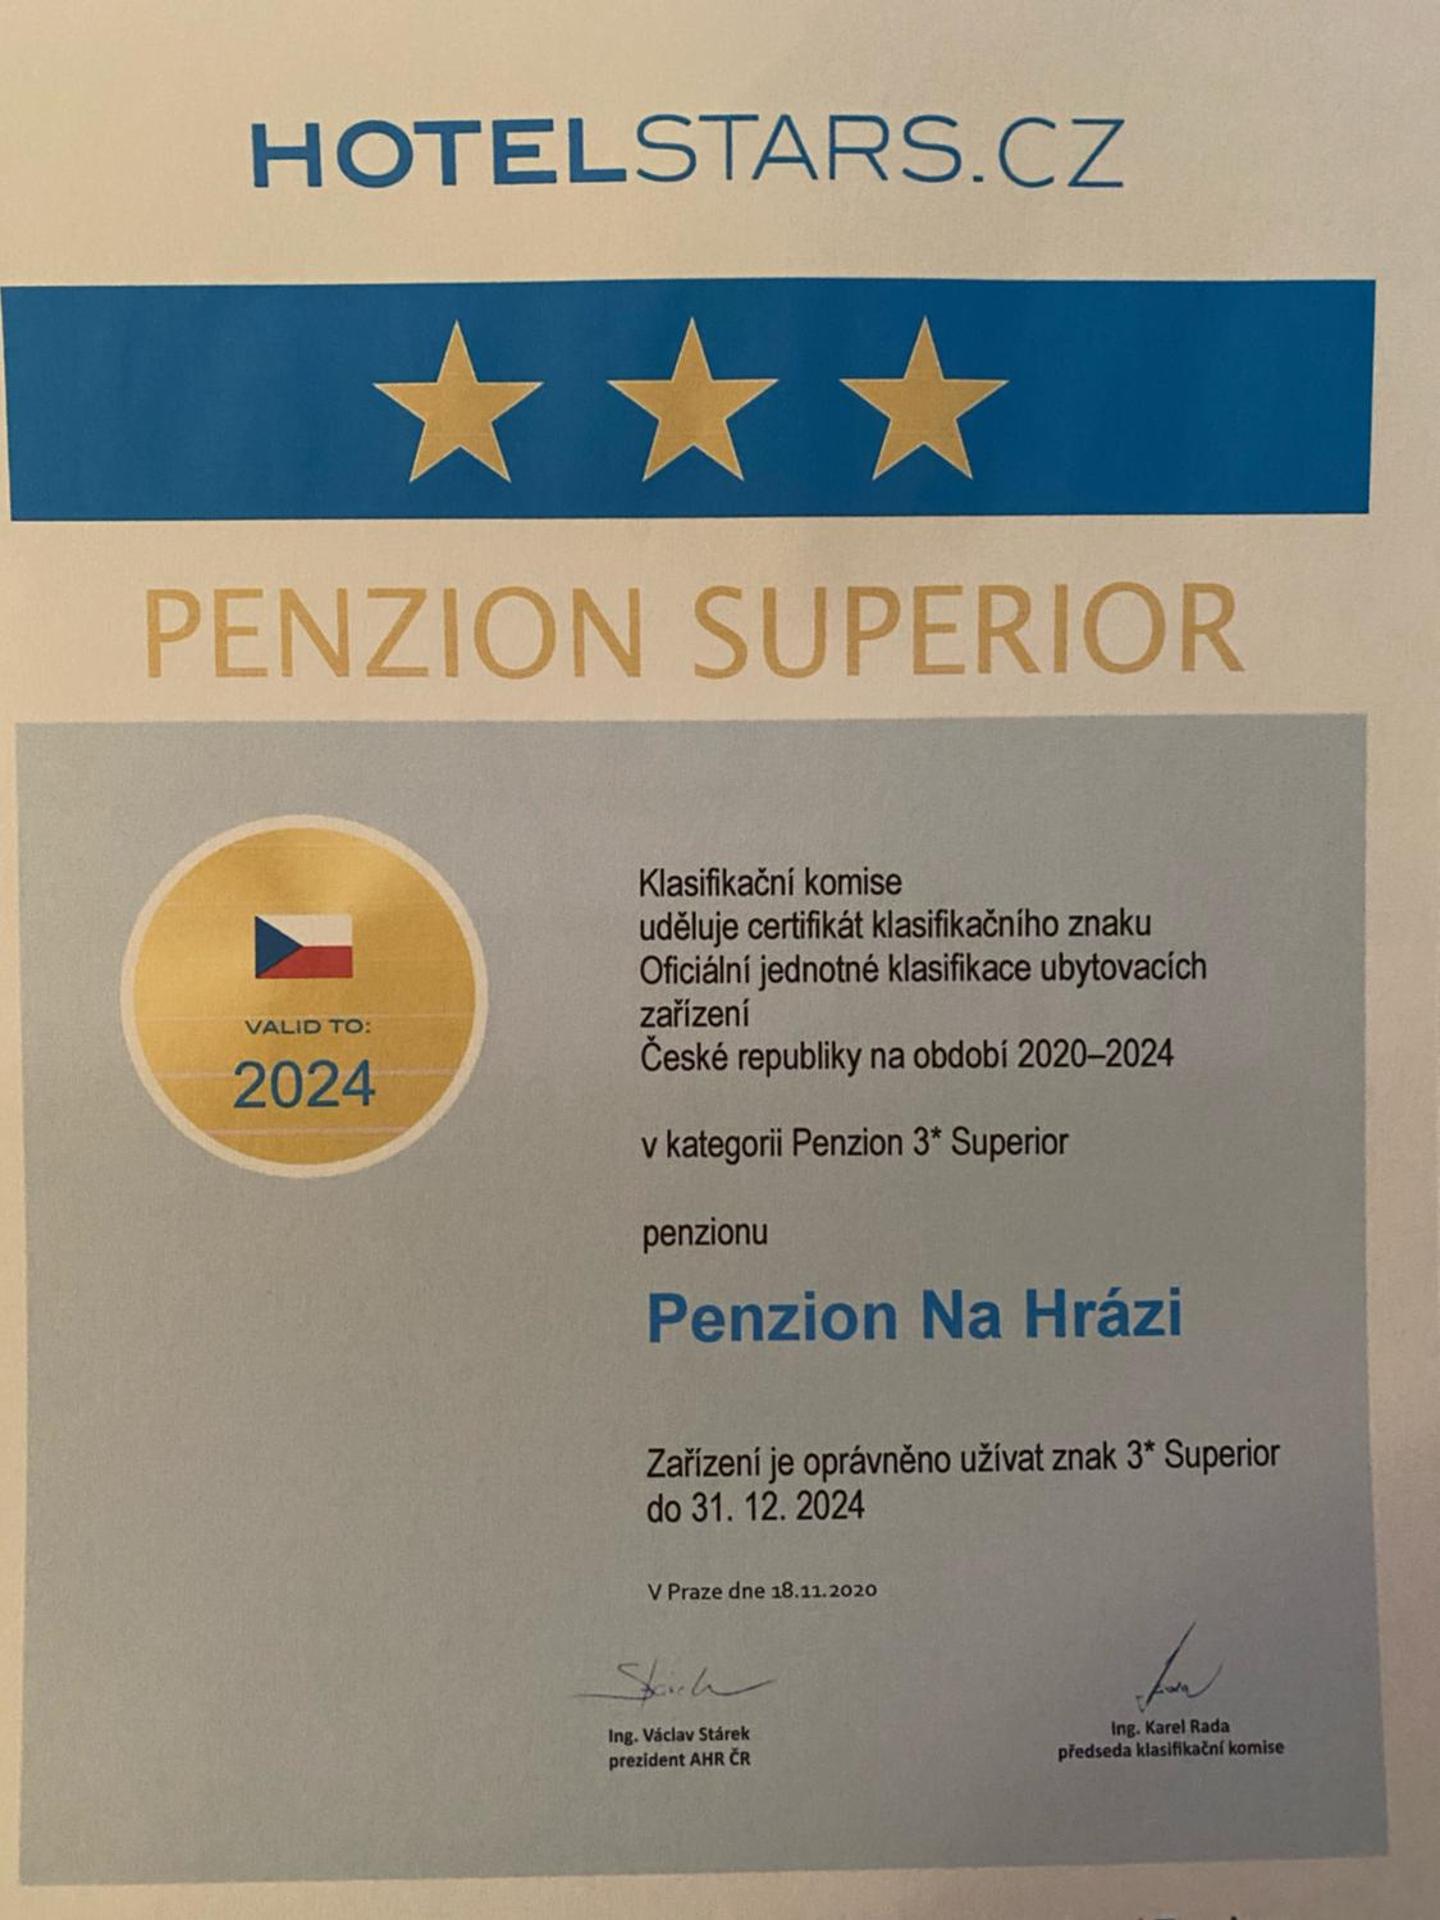 HOTELSTARS.CZ
PENZION SUPERIOR
VALID TO:
2024
Klasifikační komise
uděluje certifikát klasifikačního znaku
Oficiální jednotné klasifikace ubytovacích
zařízení
České republiky na období 2020–2024
v kategorii Penzion 3* Superior
penzionu
Penzion Na Hrázi
Zařízení je oprávněno užívat znak 3* Superior
do 31. 12. 2024
V Praze dne 18.11.2020
Ing. Václav Stárek
prezident AHR ČR
Ing. Karel Rada
předseda klasifikační komise